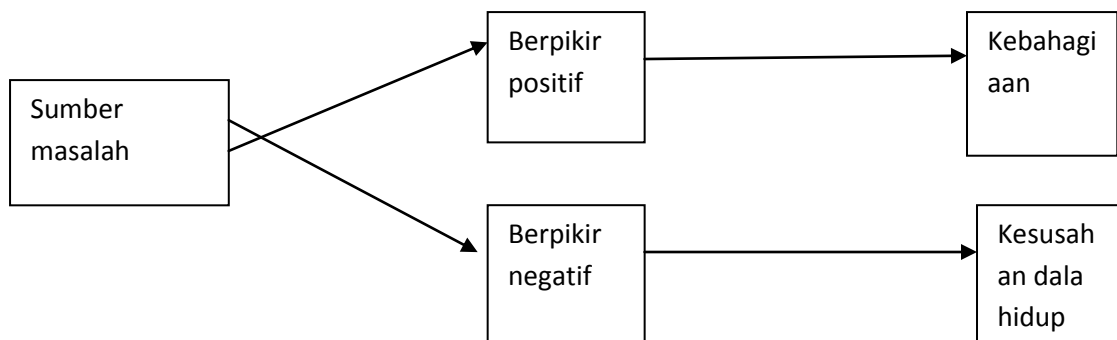 Sumber
masalah
Berpikir
positif
Kebahagi
aan
Berpikir
negatif
Kesusah
an dala
hidup